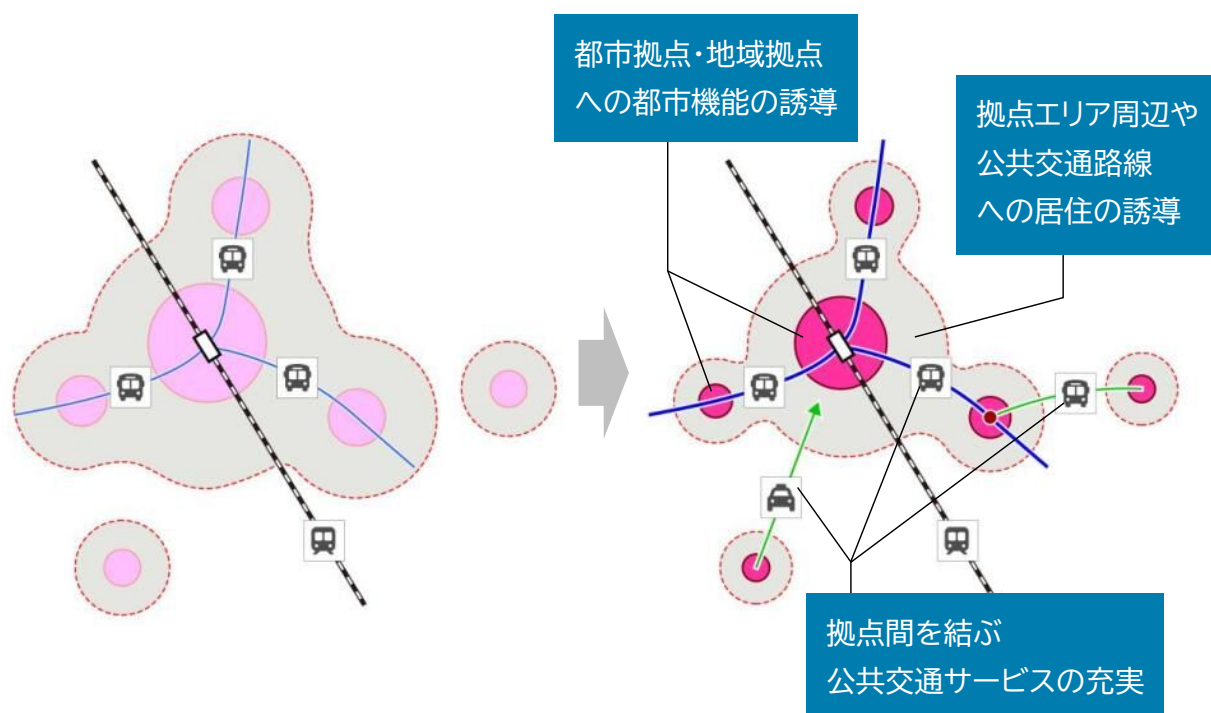 都市拠点・地域拠点
への都市機能の誘導
拠点エリア周辺や
公共交通路線
への居住の誘導
拠点間を結ぶ
公共交通サービスの充実